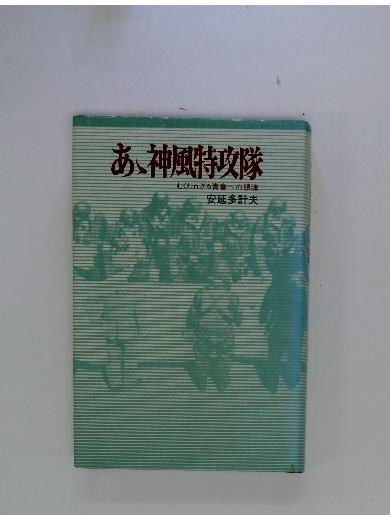 あゝ神風特攻隊
むくわれざる青春への鎮魂
安延多計夫